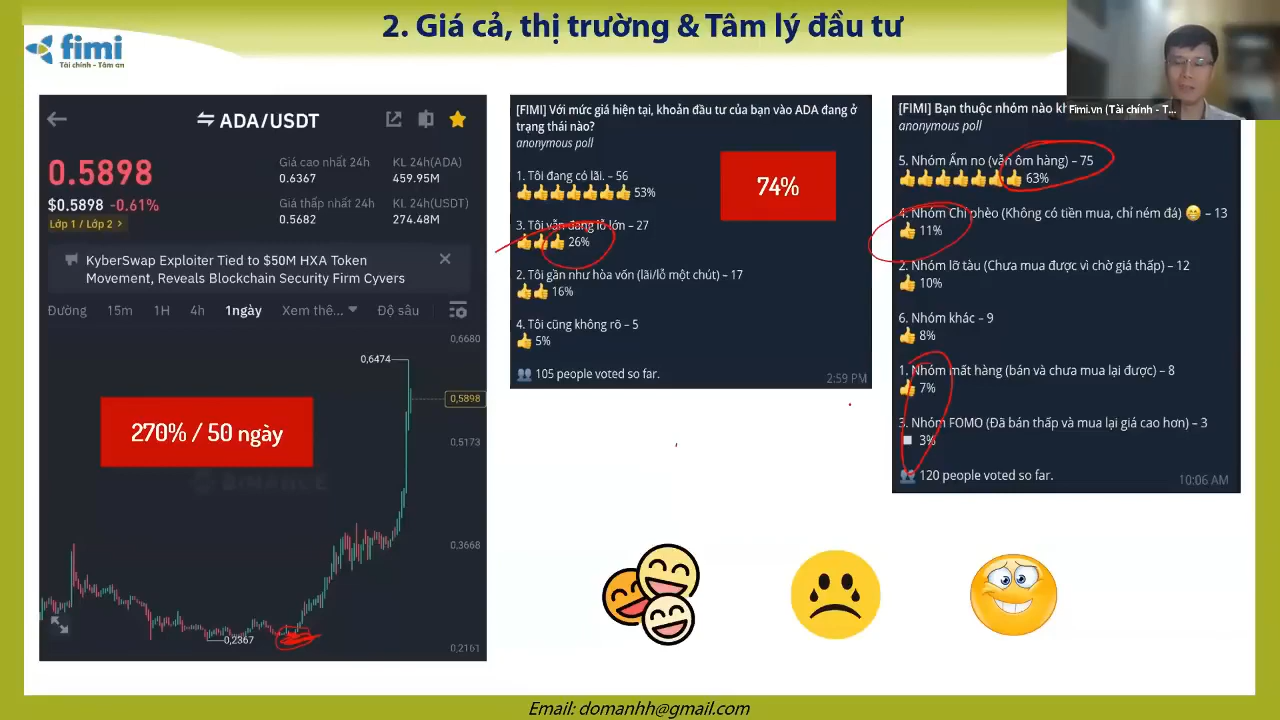 2. Giá cả, thị trường & Tâm lý đầu tư
fimi
Tài chính - Tâm an
Fimi.vn (Tài chính - T...
ADA/USDT
0.5898
$0.5898 -0.61%
Lớp 1 / Lớp 2 >
Giá cao nhất 24h
0.6367
Giá thấp nhất 24h
0.5682
KL 24h(ADA)
459.95M
KL 24h(USDT)
274.48M
KyberSwap Exploiter Tied to $50M HXA Token
Movement, Reveals Blockchain Security Firm Cyvers
Đường 15m 1H 4h 1ngày Xem thê... Độ sâu
0,6680
0,6474
0,5898
0,5173
270% / 50 ngày
BINANCE
0,3668
0,2367
0,2161
[FIMI] Với mức giá hiện tại, khoản đầu tư của bạn vào ADA đang ở
trạng thái nào?
anonymous poll
1. Tôi đang có lãi. – 56
53%
74%
3. Tôi vẫn đang lỗ lớn – 27
26%
2. Tôi gần như hòa vốn (lãi/lỗ một chút) – 17
16%
4. Tôi cũng không rõ – 5
5%
105 people voted so far.
2:59 PM
[FIMI] Bạn thuộc nhóm nào
anonymous poll
5. Nhóm Ấm no (vẫn ôm hàng) – 75
63%
4. Nhóm Chí phèo (Không có tiền mua, chỉ ném đá) – 13
11%
2. Nhóm lỡ tàu (Chưa mua được vì chờ giá thấp) – 12
10%
6. Nhóm khác – 9
8%
1. Nhóm mất hàng (bán và chưa mua lại được) – 8
7%
3. Nhóm FOMO (Đã bán thấp và mua lại giá cao hơn) – 3
3%
120 people voted so far.
10:06 AM
Email: domanhh@gmail.com